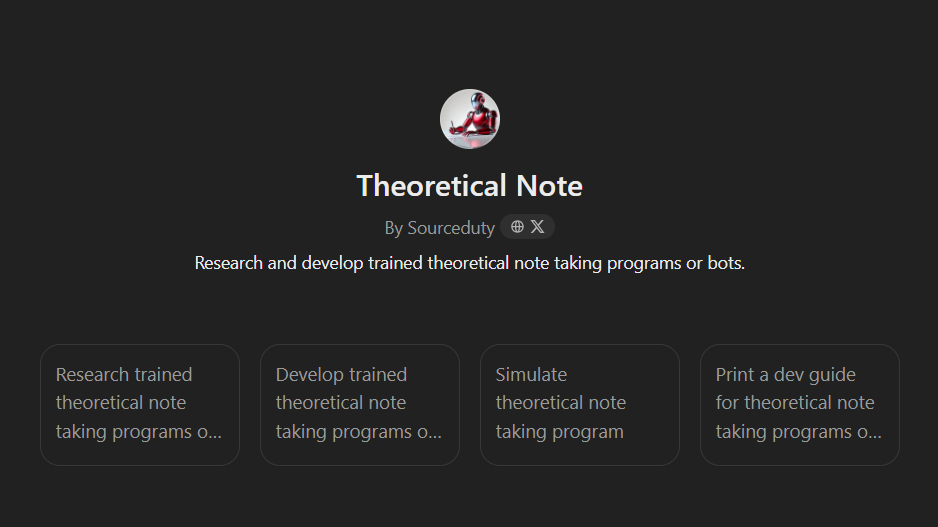 Theoretical Note
By Sourceduty
Research and develop trained theoretical note taking programs or bots.
Research trained
theoretical note
taking programs o...
Develop trained
theoretical note
taking programs o...
Simulate
theoretical note
taking program
Print a dev guide
for theoretical note
taking programs o...